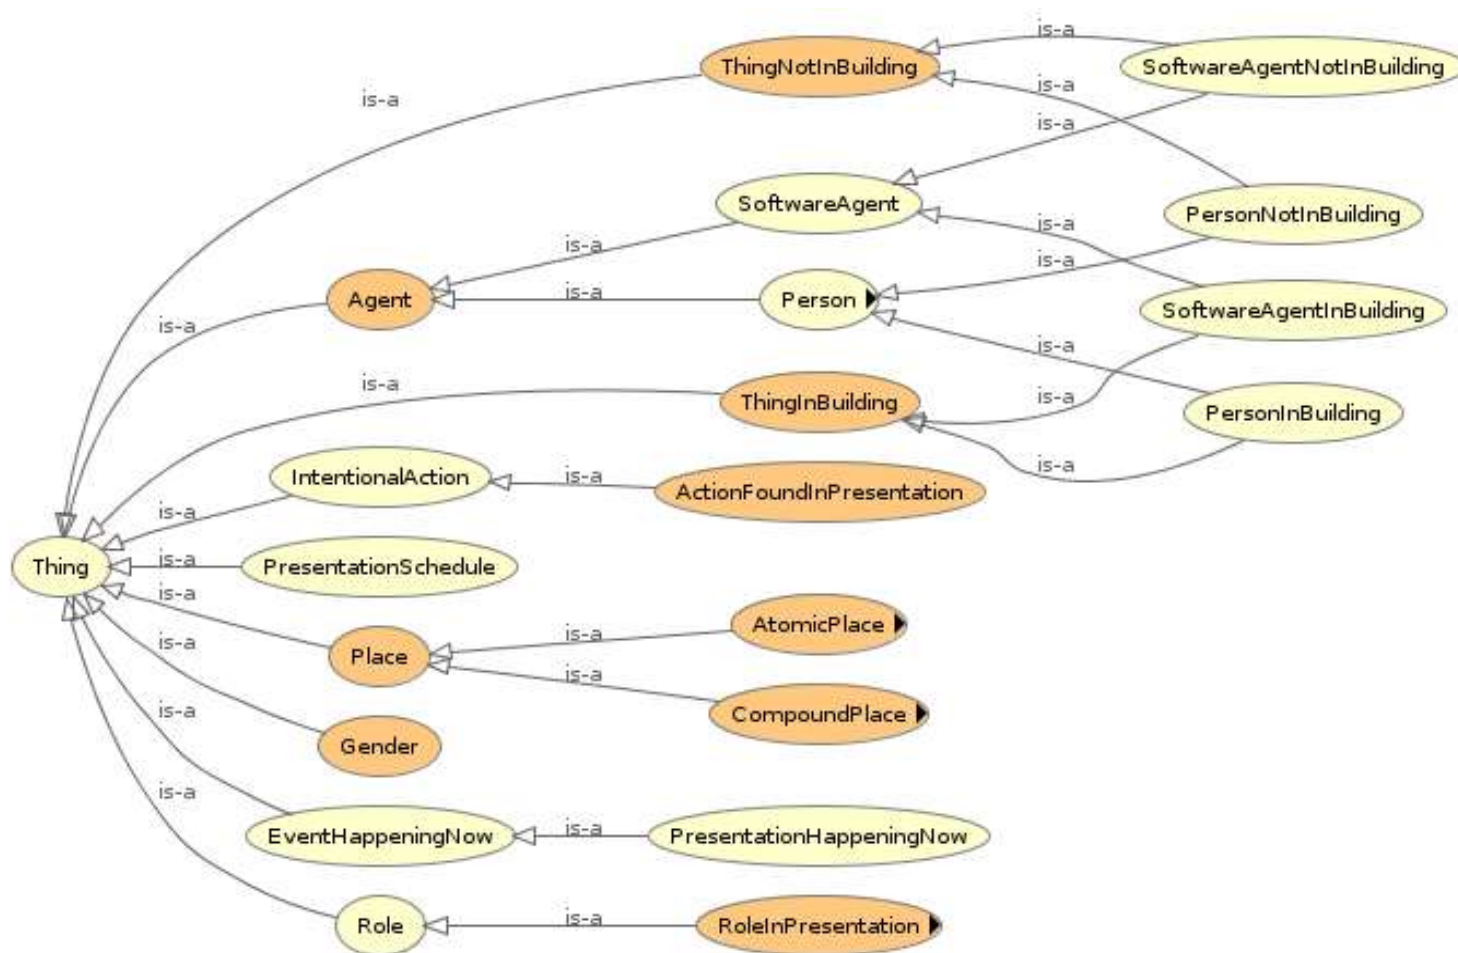 is-a
ThingNotInBuilding
SoftwareAgentNotInBuilding
is-a
is-a
is-a
SoftwareAgent
PersonNotInBuilding
is-a
is-a
is-a
Agent
is-a
Person
SoftwareAgentInBuilding
is-a
is-a
is-a
ThingInBuilding
is-a
PersonInBuilding
IntentionalAction
is-a
ActionFoundInPresentation
is-a
is-a
Thing
is-a
PresentationSchedule
is-a
AtomicPlace
is-a
is-a
Place
is-a
CompoundPlace
is-a
Gender
is-a
EventHappeningNow
is-a
PresentationHappeningNow
Role
is-a
RoleInPresentation